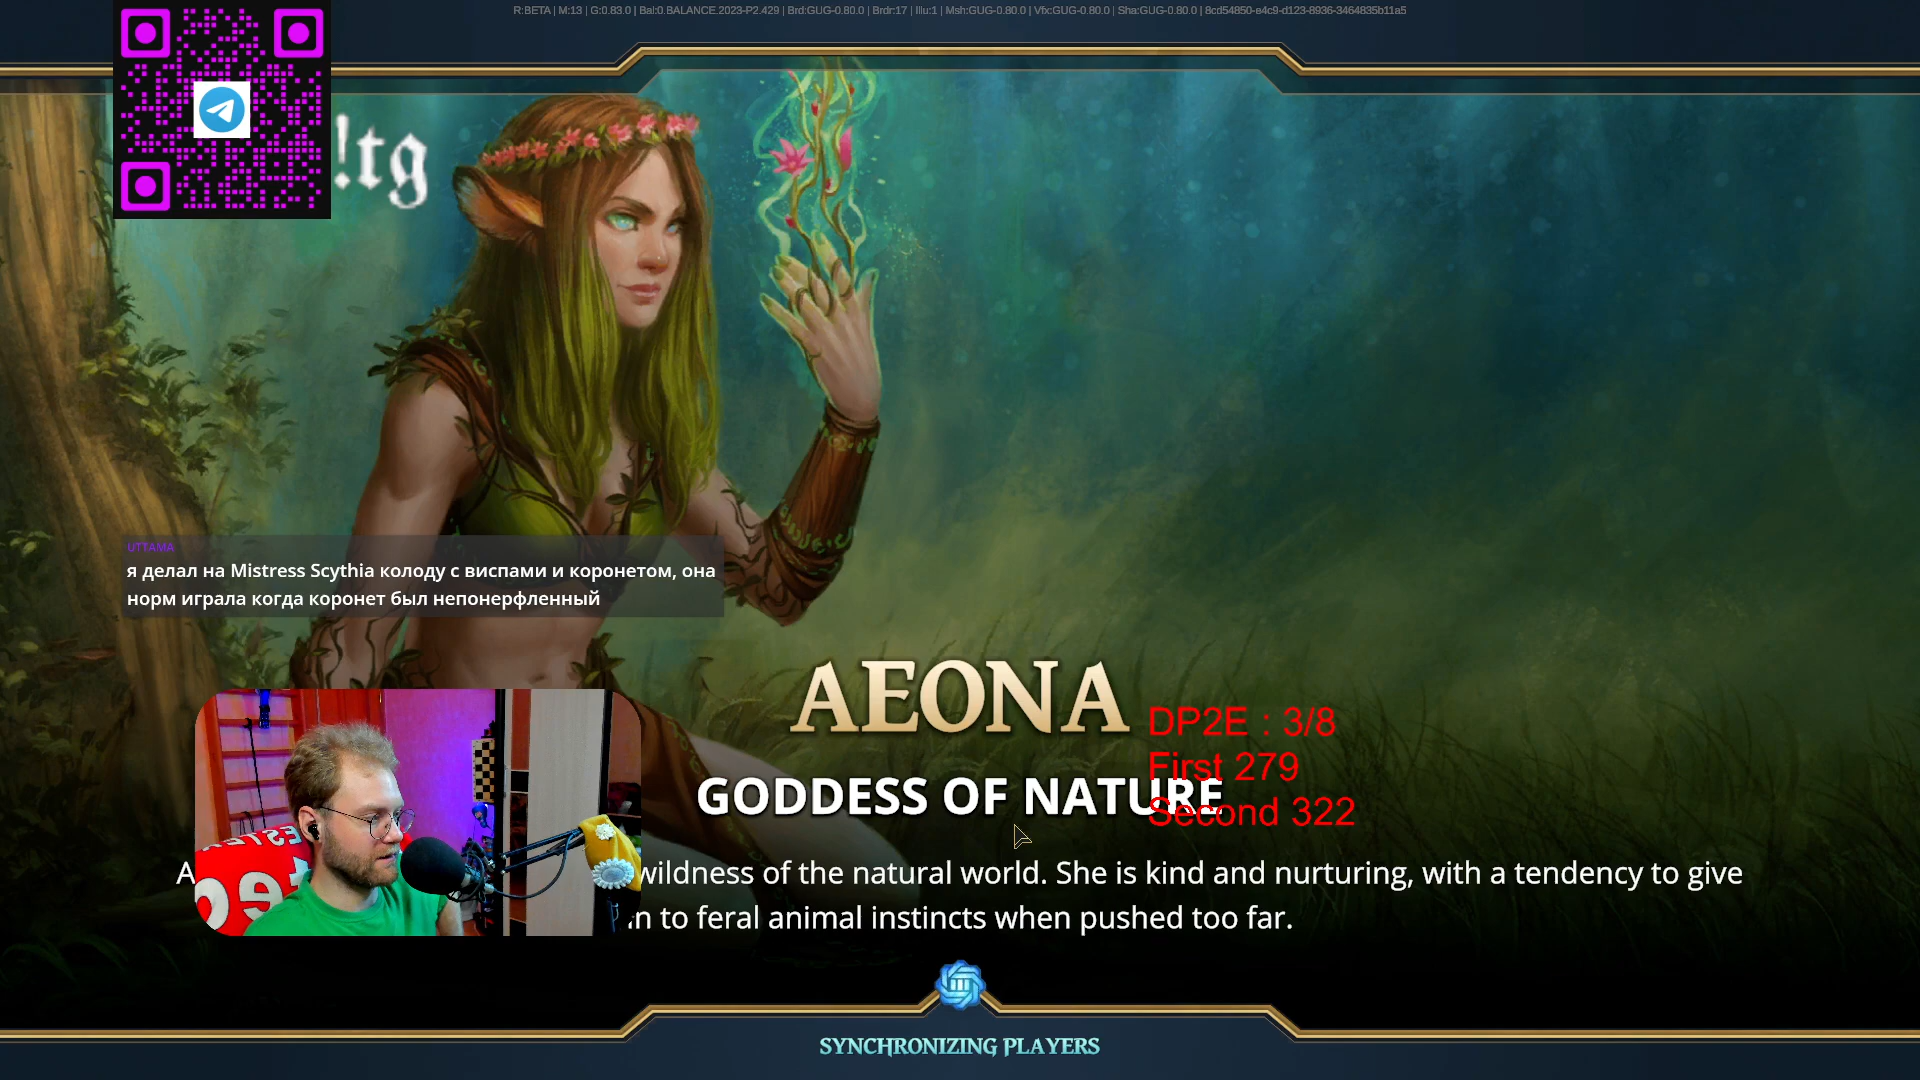 R:BETA | M:13 | G:0.83.0 | Bal:0.BALANCE.2023-P2.429 | Brd:GUG-0.80.0 | Brdr:17 | Illu:1 | Msh:GUG-0.80.0 | Vfx:GUG-0.80.0 | Sha:GUG-0.80.0 | 8cd54850-e4c9-d123-8936-3464835b11a5
!tg
UTTAMA
я делал на Mistress Scythia колоду с виспами и коронетом, она
норм играла когда коронет был непонерфленный
AEONA
DP2E : 3/8
First 279
GODDESS OF NATURE
Second 322
wildness of the natural world. She is kind and nurturing, with a tendency to give
to feral animal instincts when pushed too far.
SYNCHRONIZING PLAYERS